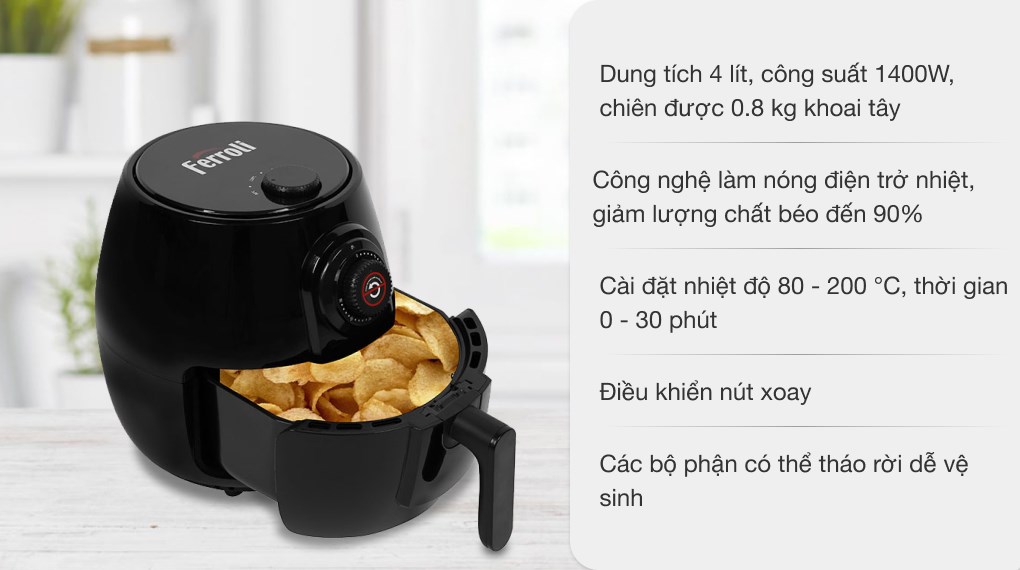 Ferroli
Dung tích 4 lít, công suất 1400W,
chiên được 0.8 kg khoai tây
Công nghệ làm nóng điện trở nhiệt,
giảm lượng chất béo đến 90%
Cài đặt nhiệt độ 80 - 200 °C, thời gian
0 - 30 phút
Điều khiển nút xoay
Các bộ phận có thể tháo rời dễ vệ
sinh